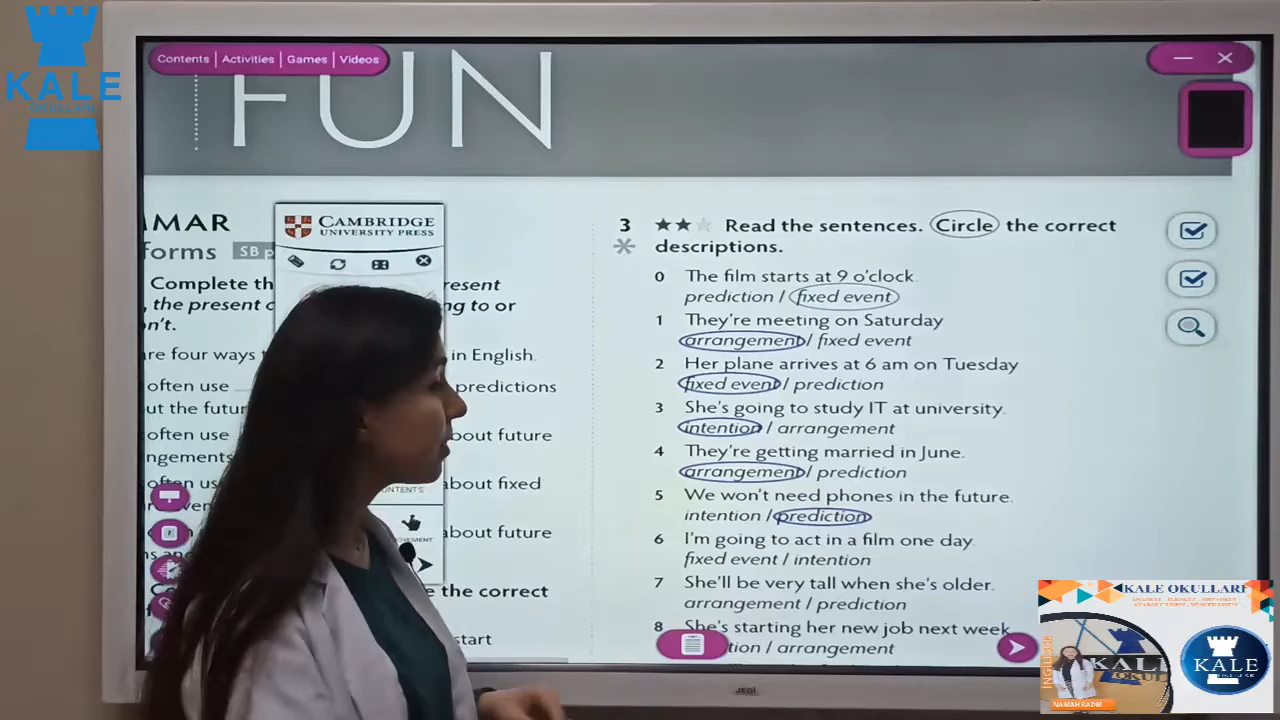 KALE
OKULLARI
Contents | Activities | Games | Videos
FUN
MMAR
forms SB p
CAMBRIDGE
UNIVERSITY PRESS
Complete th
resent
, the present c
ng to or
n't.
are four ways
in English.
often use
predictions
ut the futur
often use
bout future
ngements
often us
about fixed
about future
e the correct
start
3 ★★☆ Read the sentences. Circle the correct
descriptions.
0 The film starts at 9 o'clock.
prediction / fixed event
1 They're meeting on Saturday
arrangement / fixed event
2 Her plane arrives at 6 am on Tuesday
fixed event / prediction
3 She's going to study IT at university.
intention / arrangement
4 They're getting married in June.
arrangement / prediction
5 We won't need phones in the future.
intention / prediction
6 I'm going to act in a film one day.
fixed event / intention
7 She'll be very tall when she's older.
arrangement / prediction
8 She's starting her new job next week.
tion / arrangement
KALE OKULLARI
İNGİLİZCE
KALE